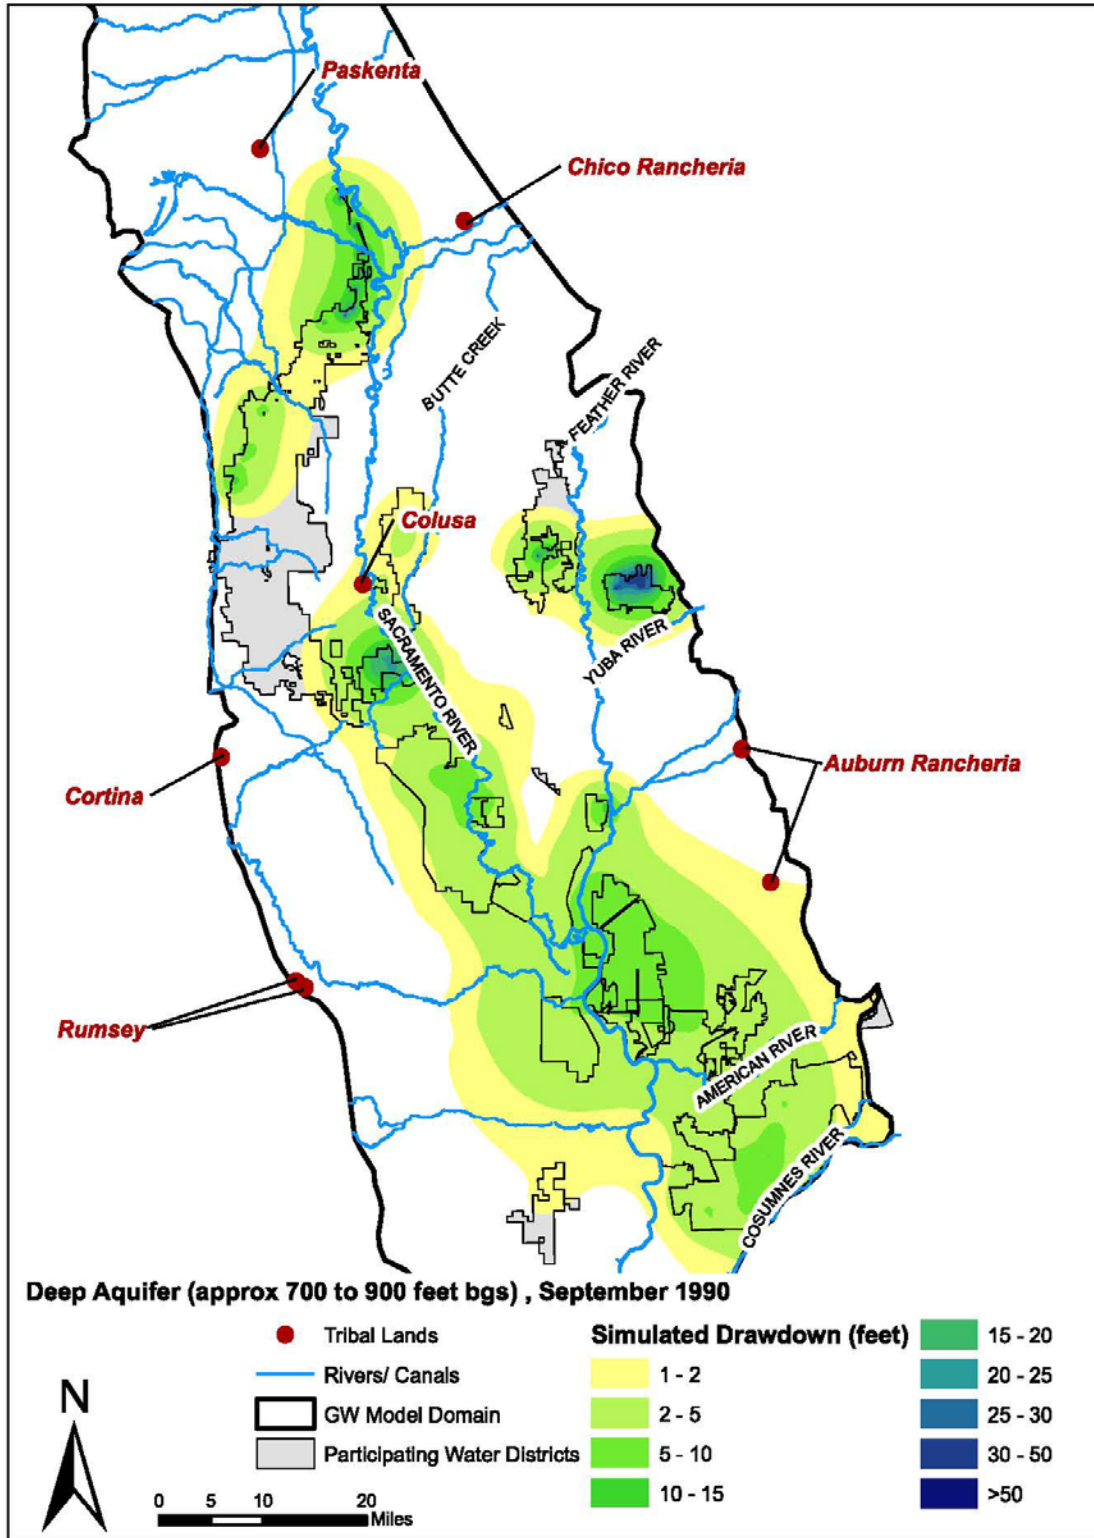 Paskenta
Chico Rancheria
BUTTE CREEK
FEATHER RIVER
Colusa
SACRAMENTO RIVER
YUBA RIVER
Auburn Rancheria
Cortina
Rumsey
AMERICAN RIVER
COSUMNES RIVER
Deep Aquifer (approx 700 to 900 feet bgs) , September 1990
Tribal Lands
Rivers/ Canals
GW Model Domain
Participating Water Districts
Simulated Drawdown (feet)
1 - 2
2 - 5
5 - 10
10 - 15
15 - 20
20 - 25
25 - 30
30 - 50
>50
N
0 5 10 20
Miles